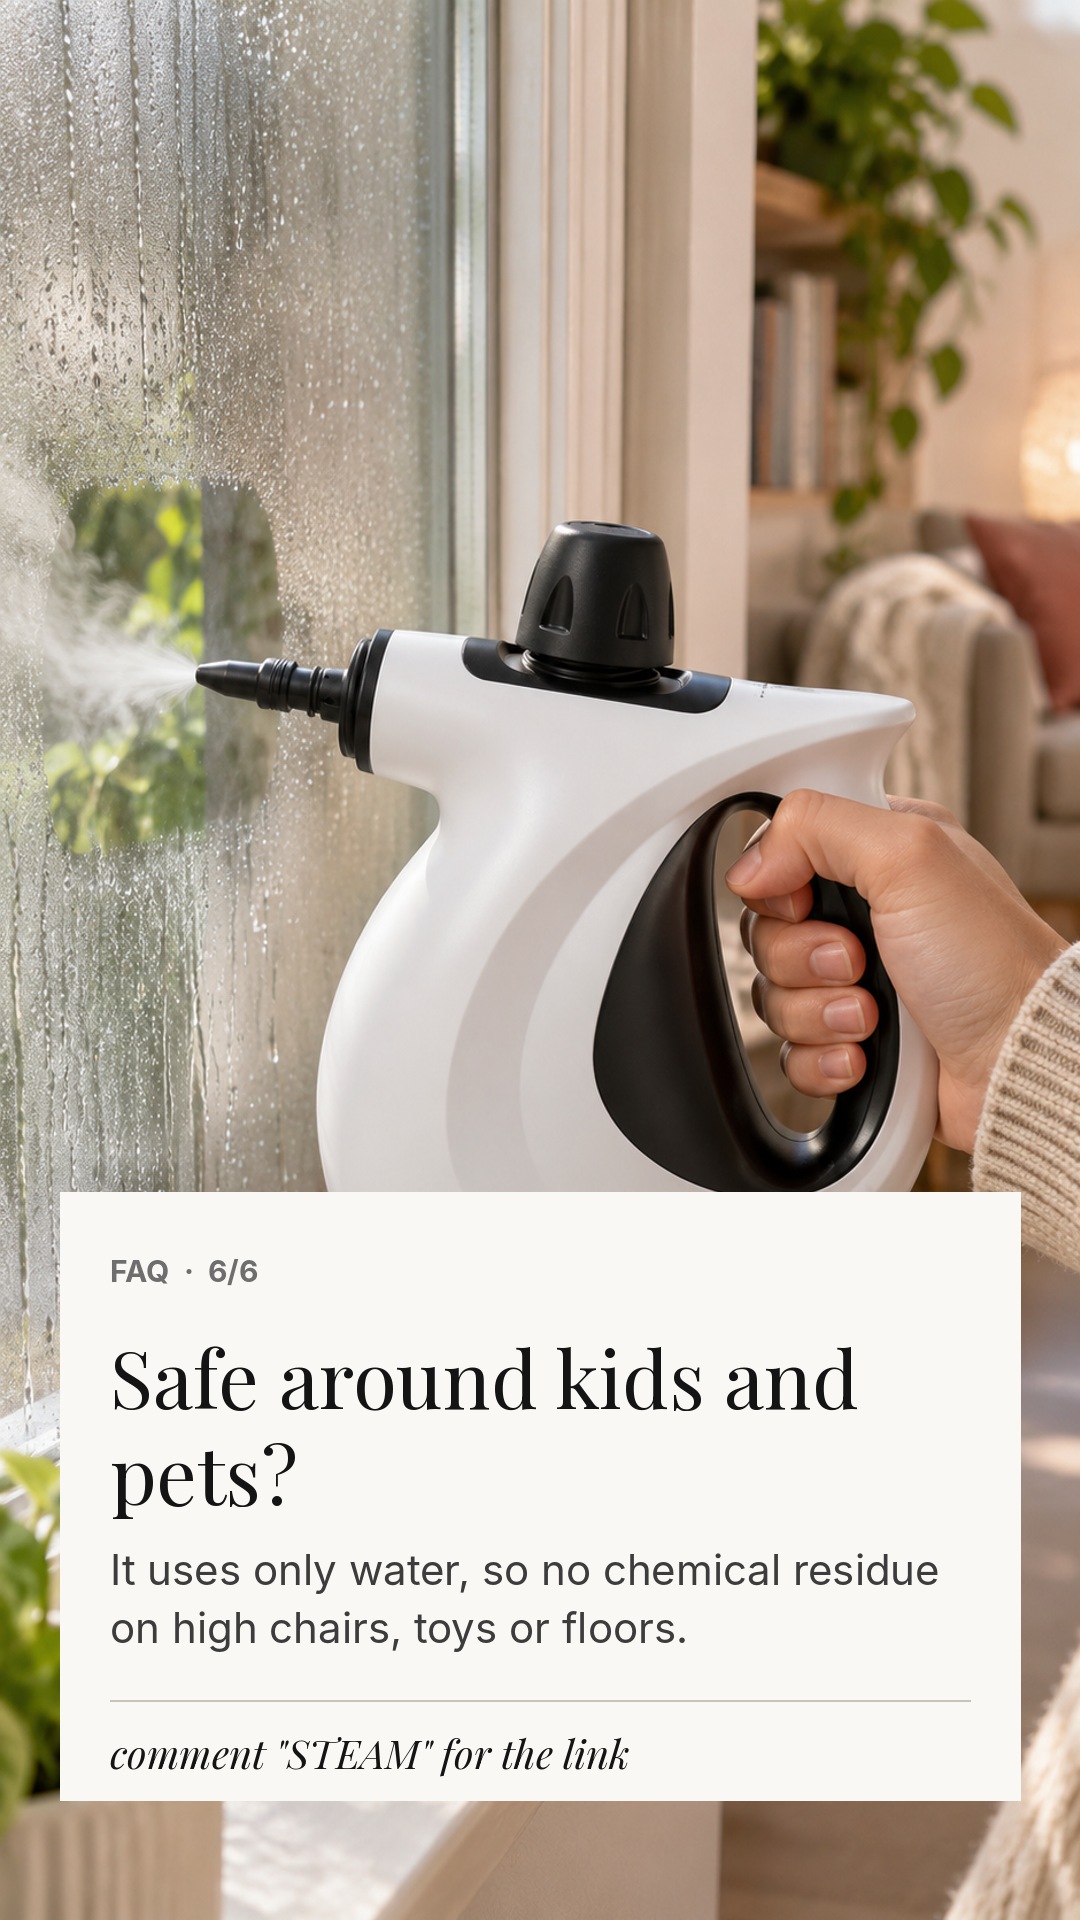 FAQ · 6/6
Safe around kids and
pets?
It uses only water, so no chemical residue
on high chairs, toys or floors.
comment "STEAM" for the link